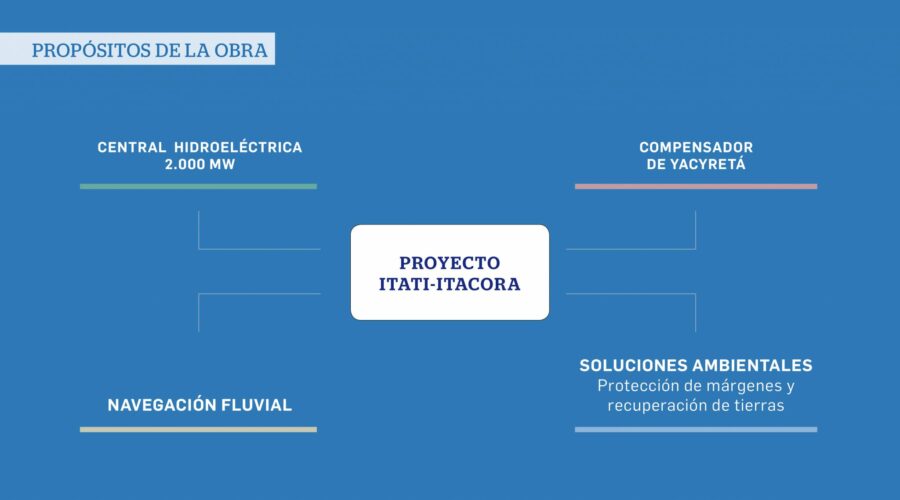 PROPÓSITOS DE LA OBRA
CENTRAL HIDROELÉCTRICA
2.000 MW
COMPENSADOR
DE YACYRETÁ
PROYECTO
ITATI-ITACORA
NAVEGACIÓN FLUVIAL
SOLUCIONES AMBIENTALES
Protección de márgenes y
recuperación de tierras